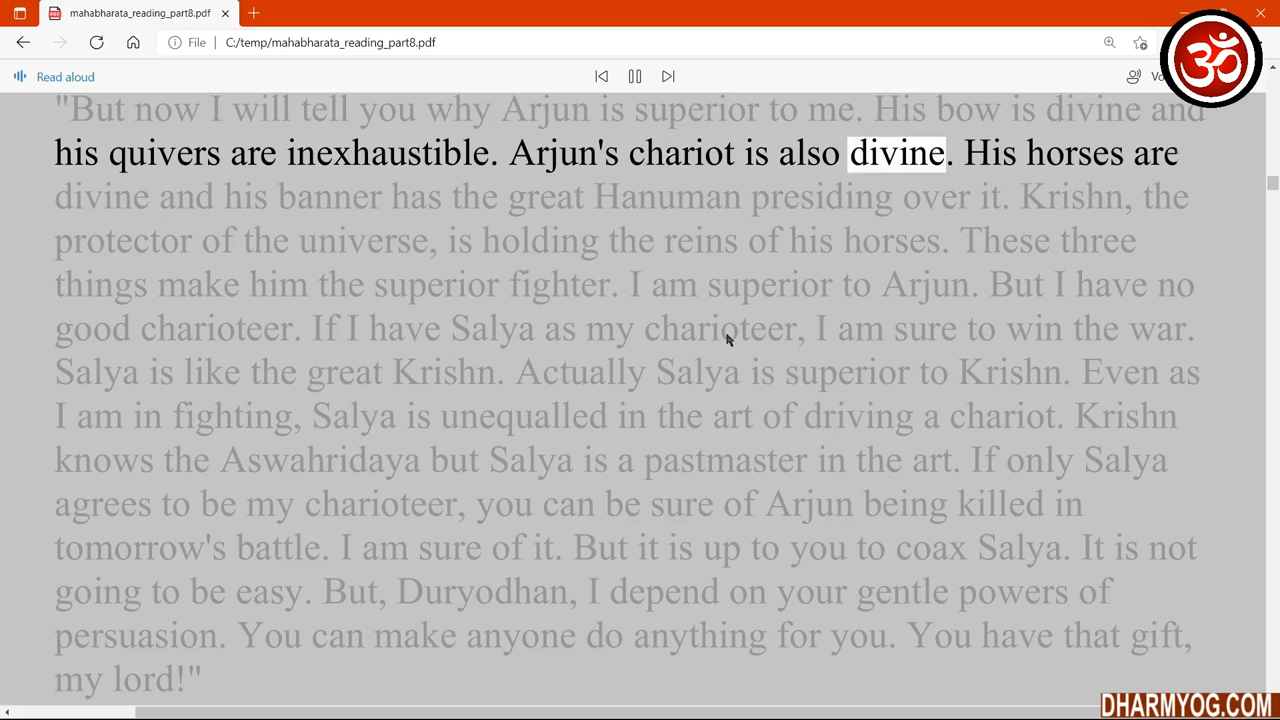 mahabharata_reading_part8.pdf
File C:/temp/mahabharata_reading_part8.pdf
Read aloud
"But now I will tell you why Arjun is superior to me. His bow is divine and
his quivers are inexhaustible. Arjun's chariot is also divine. His horses are
divine and his banner has the great Hanuman presiding over it. Krishn, the
protector of the universe, is holding the reins of his horses. These three
things make him the superior fighter. I am superior to Arjun. But I have no
good charioteer. If I have Salya as my charioteer, I am sure to win the war.
Salya is like the great Krishn. Actually Salya is superior to Krishn. Even as
I am in fighting, Salya is unequalled in the art of driving a chariot. Krishn
knows the Aswahridaya but Salya is a pastmaster in the art. If only Salya
agrees to be my charioteer, you can be sure of Arjun being killed in
tomorrow's battle. I am sure of it. But it is up to you to coax Salya. It is not
going to be easy. But, Duryodhan, I depend on your gentle powers of
persuasion. You can make anyone do anything for you. You have that gift,
my lord!"
ॐ
DHARMYOG.COM